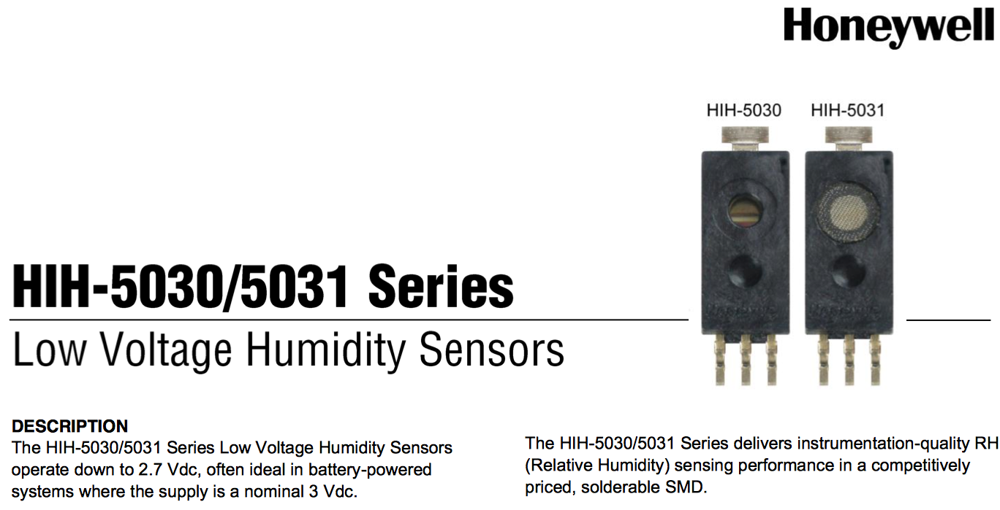 Honeywell
HIH-5030 HIH-5031
HIH-5030/5031 Series
Low Voltage Humidity Sensors
DESCRIPTION
The HIH-5030/5031 Series Low Voltage Humidity Sensors
operate down to 2.7 Vdc, often ideal in battery-powered
systems where the supply is a nominal 3 Vdc.
The HIH-5030/5031 Series delivers instrumentation-quality RH
(Relative Humidity) sensing performance in a competitively
priced, solderable SMD.